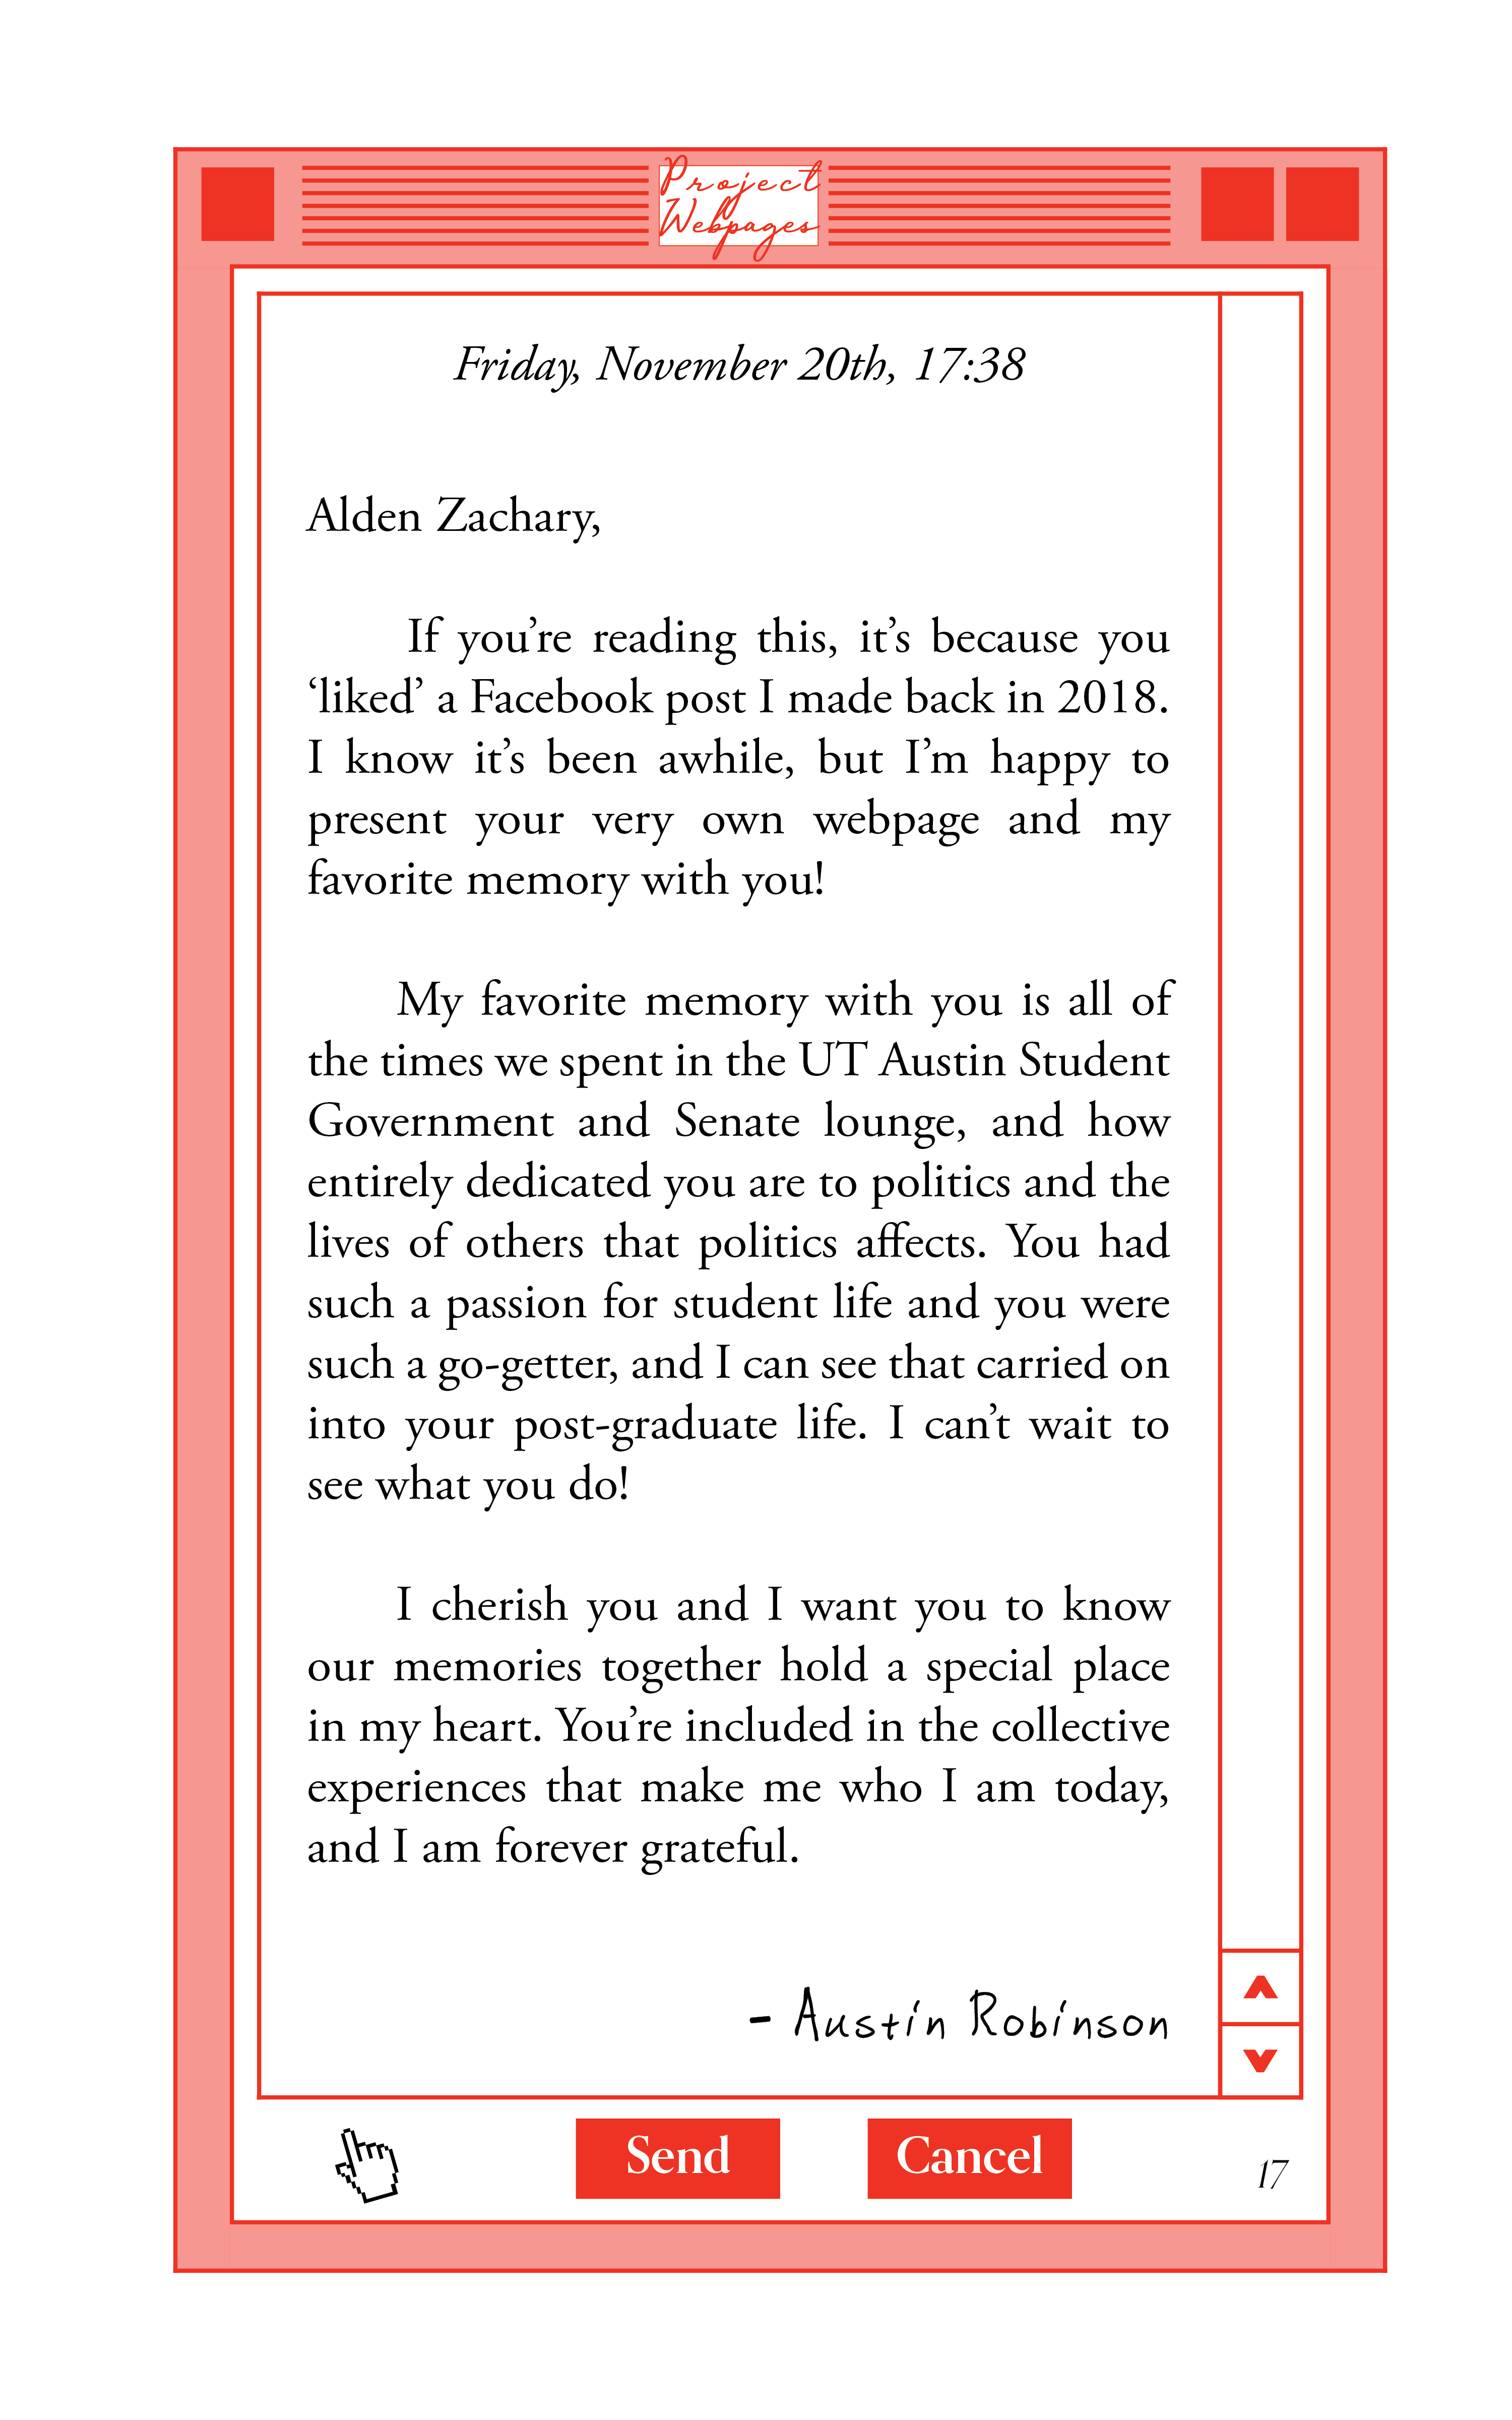 Project
Webpages
Friday, November 20th, 17:38
Alden Zachary,
If you’re reading this, it’s because you
‘liked’ a Facebook post I made back in 2018.
I know it’s been awhile, but I’m happy to
present your very own webpage and my
favorite memory with you!
My favorite memory with you is all of
the times we spent in the UT Austin Student
Government and Senate lounge, and how
entirely dedicated you are to politics and the
lives of others that politics affects. You had
such a passion for student life and you were
such a go-getter, and I can see that carried on
into your post-graduate life. I can’t wait to
see what you do!
I cherish you and I want you to know
our memories together hold a special place
in my heart. You’re included in the collective
experiences that make me who I am today,
and I am forever grateful.
- Austin Robinson
Send Cancel 17